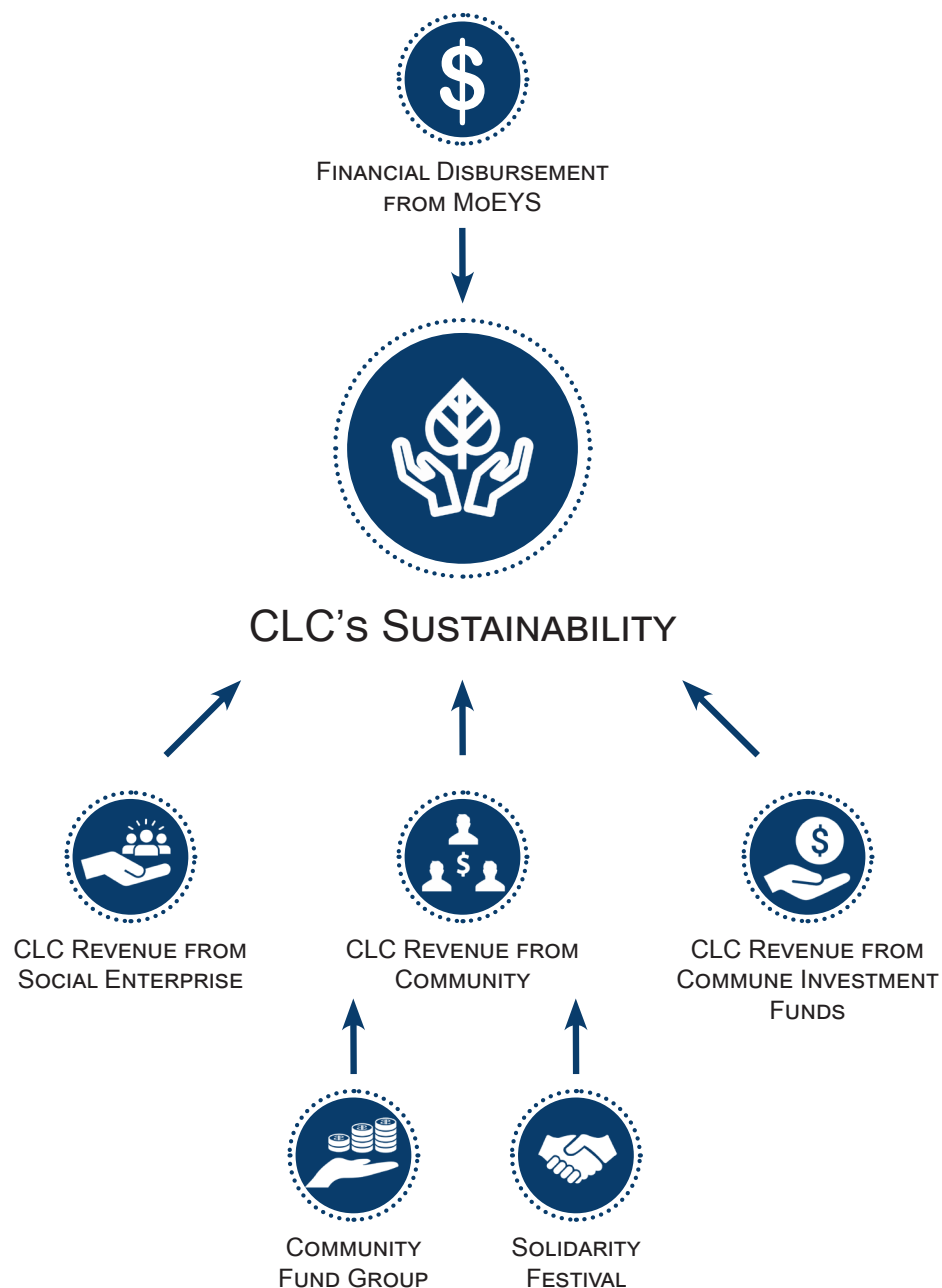 $
FINANCIAL DISBURSEMENT
FROM MOEYS
CLC'S SUSTAINABILITY
$
$
CLC REVENUE FROM
SOCIAL ENTERPRISE
CLC REVENUE FROM
COMMUNITY
CLC REVENUE FROM
COMMUNE INVESTMENT
FUNDS
COMMUNITY
FUND GROUP
SOLIDARITY
FESTIVAL